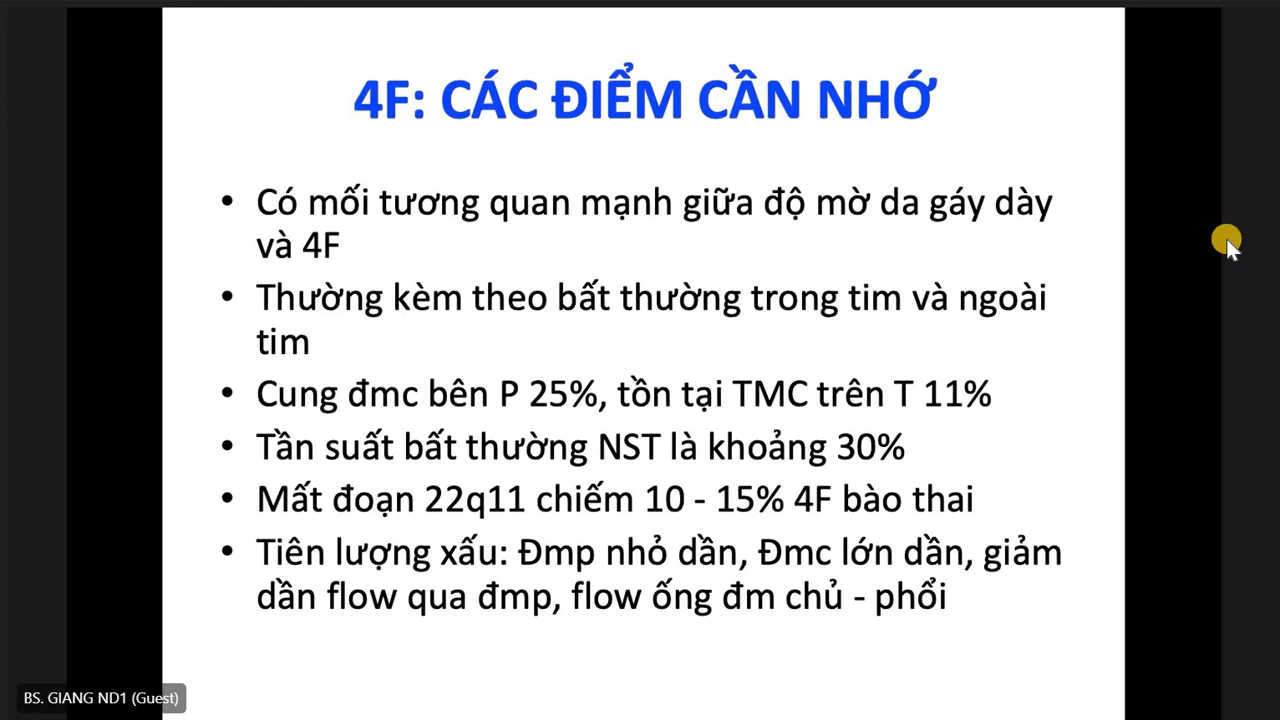 4F: CÁC ĐIỂM CẦN NHỚ
• Có mối tương quan mạnh giữa độ mờ da gáy dày
và 4F
• Thường kèm theo bất thường trong tim và ngoài
tim
• Cung đmc bên P 25%, tồn tại TMC trên T 11%
• Tần suất bất thường NST là khoảng 30%
• Mất đoạn 22q11 chiếm 10 - 15% 4F bào thai
• Tiên lượng xấu: Đmp nhỏ dần, Đmc lớn dần, giảm
dần flow qua đmp, flow ống đm chủ - phổi
BS. GIANG ND1 (Guest)